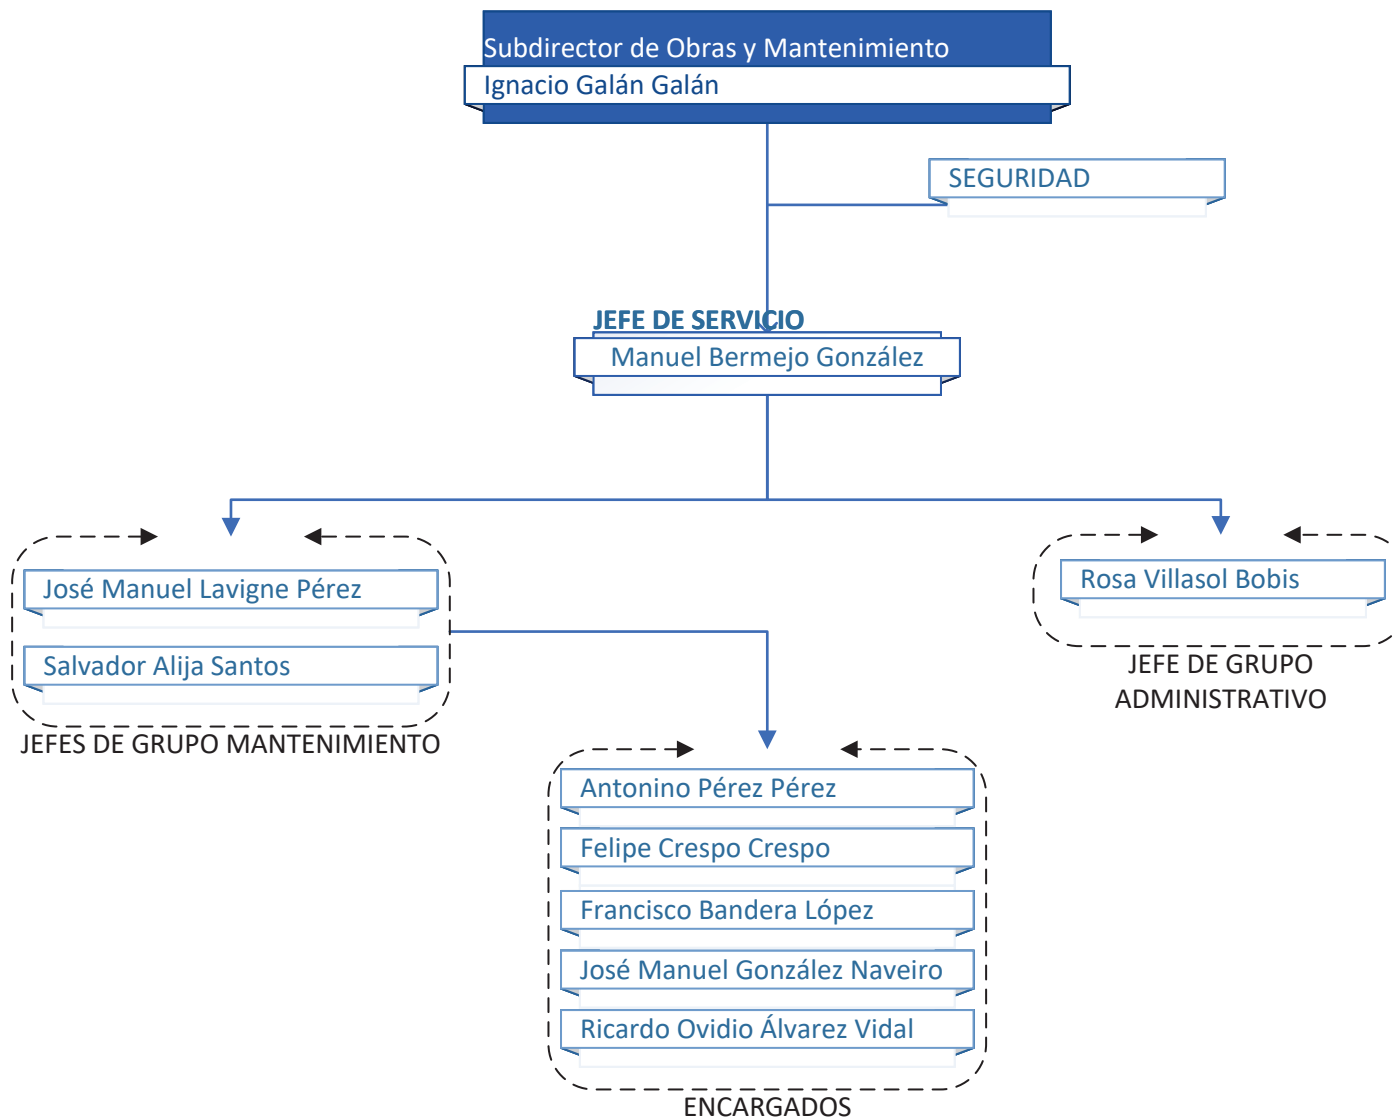 Subdirector de Obras y Mantenimiento
Ignacio Galán Galán
SEGURIDAD
JEFE DE SERVICIO
Manuel Bermejo González
José Manuel Lavigne Pérez
Salvador Alija Santos
JEFES DE GRUPO MANTENIMIENTO
Rosa Villasol Bobis
JEFE DE GRUPO
ADMINISTRATIVO
Antonino Pérez Pérez
Felipe Crespo Crespo
Francisco Bandera López
José Manuel González Naveiro
Ricardo Ovidio Álvarez Vidal
ENCARGADOS